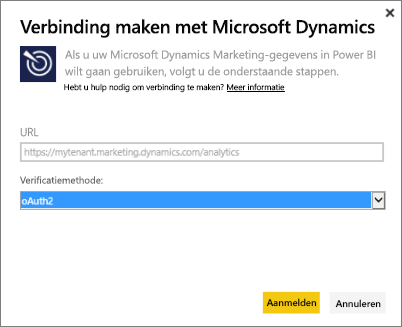 Verbinding maken met Microsoft Dynamics
Als u uw Microsoft Dynamics Marketing-gegevens in Power BI
wilt gaan gebruiken, volgt u de onderstaande stappen.
Hebt u hulp nodig om verbinding te maken? Meer informatie
URL
https://mytenant.marketing.dynamics.com/analytics
Verificatiemethode:
oAuth2
Aanmelden Annuleren